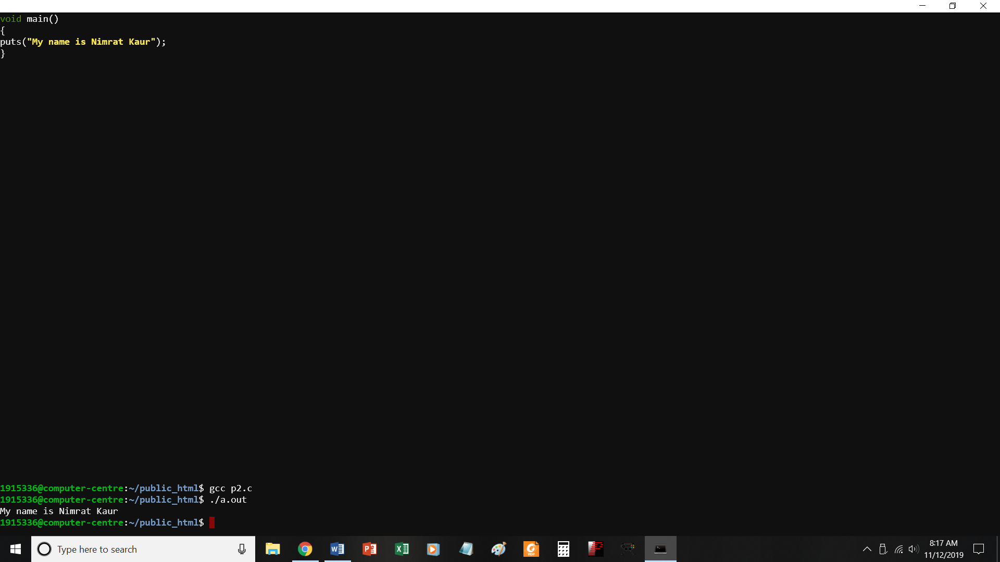 void main()
{
puts("My name is Nimrat Kaur");
}
1915336@computer-centre:~/public_html$ gcc p2.c
1915336@computer-centre:~/public_html$ ./a.out
My name is Nimrat Kaur
1915336@computer-centre:~/public_html$
Type here to search
8:17 AM
11/12/2019